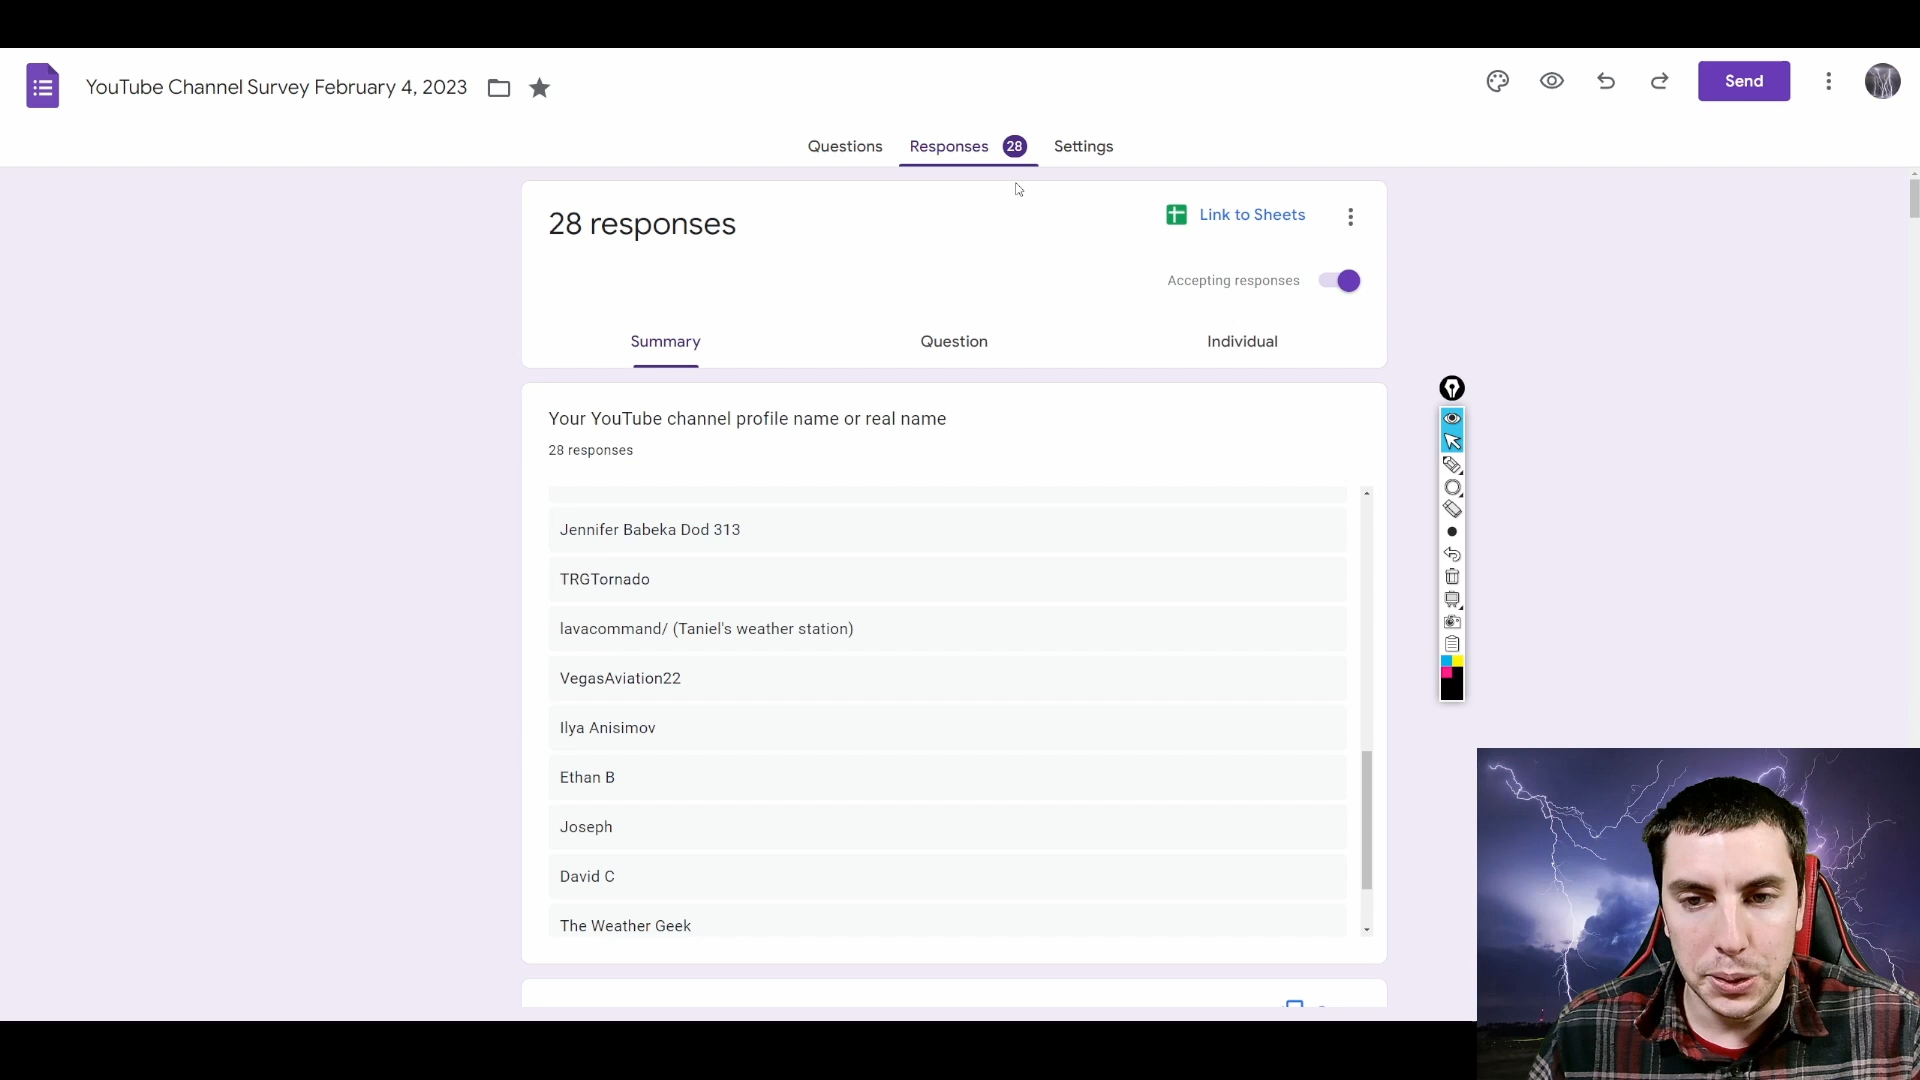 YouTube Channel Survey February 4, 2023
Send
Questions
Responses 28
Settings
28 responses
Link to Sheets
Accepting responses
Summary
Question
Individual
Your YouTube channel profile name or real name
28 responses
Jennifer Babeka Dod 313
TRGTornado
lavacommand/ (Taniel's weather station)
VegasAviation22
Ilya Anisimov
Ethan B
Joseph
David C
The Weather Geek